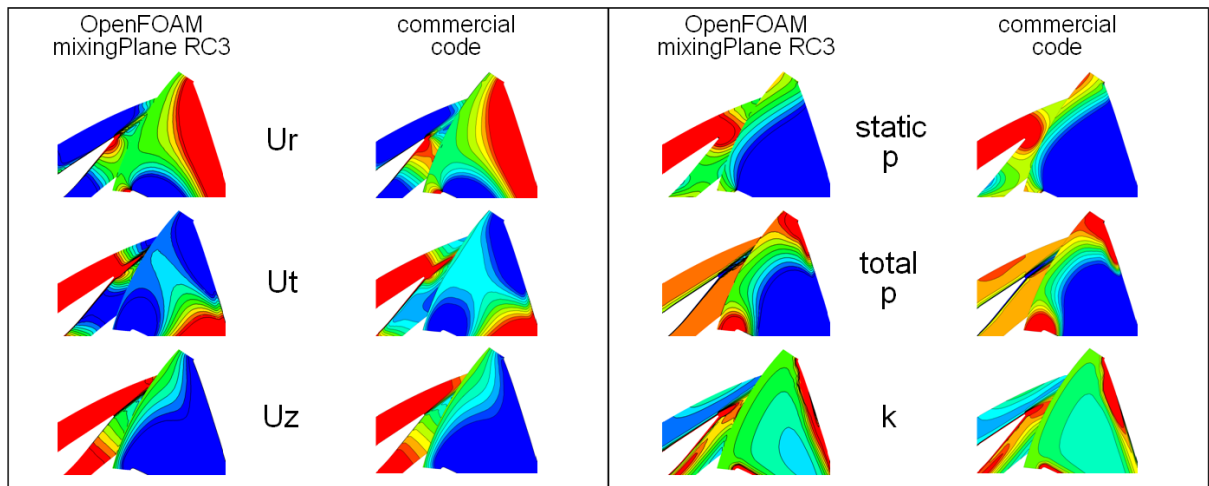 OpenFOAM
mixingPlane RC3
commercial
code
Ur
Ut
Uz
OpenFOAM
mixingPlane RC3
commercial
code
static
p
total
p
k